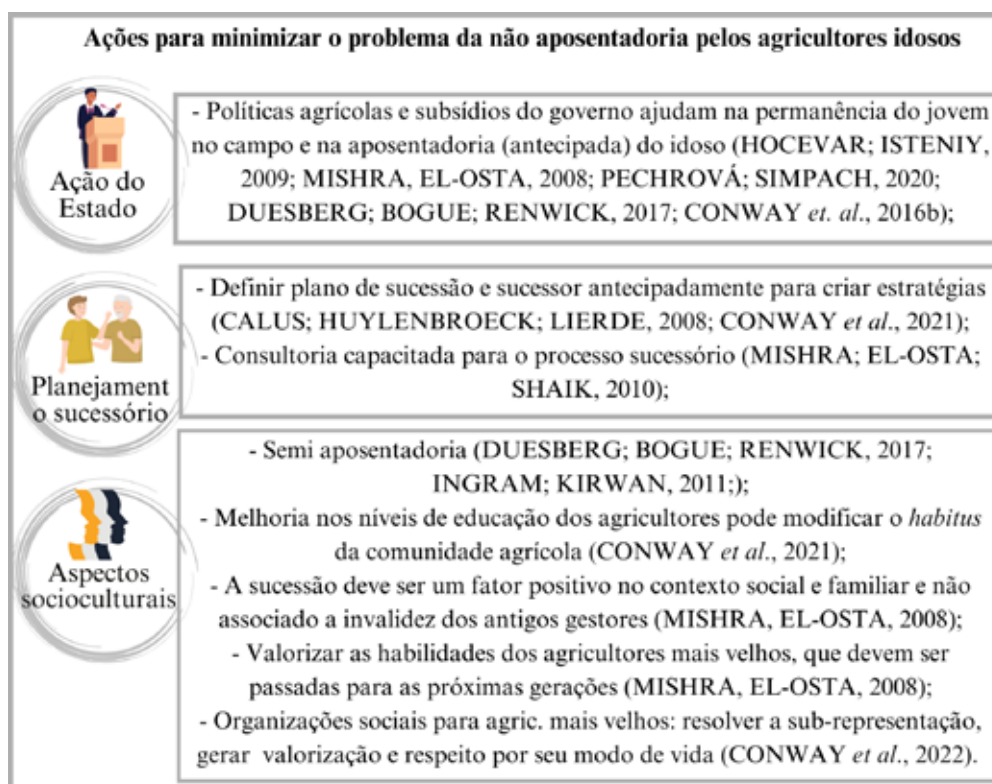 Ações para minimizar o problema da não aposentadoria pelos agricultores idosos
Ação do
Estado
- Políticas agrícolas e subsídios do governo ajudam na permanência do jovem
no campo e na aposentadoria (antecipada) do idoso (HOCEVAR; ISTENIY,
2009; MISHRA, EL-OSTA, 2008; PECHROVÁ; SIMPACH, 2020;
DUESBERG; BOGUE; RENWICK, 2017; CONWAY et. al., 2016b);
Planejament
o sucessório
- Definir plano de sucessão e sucessor antecipadamente para criar estratégias
(CALUS; HUYLENBROECK; LIERDE, 2008; CONWAY et al., 2021);
- Consultoria capacitada para o processo sucessório (MISHRA; EL-OSTA;
SHAIK, 2010);
Aspectos
socioculturais
- Semi aposentadoria (DUESBERG; BOGUE; RENWICK, 2017;
INGRAM; KIRWAN, 2011;);
- Melhoria nos níveis de educação dos agricultores pode modificar o habitus
da comunidade agrícola (CONWAY et al., 2021);
- A sucessão deve ser um fator positivo no contexto social e familiar e não
associado a invalidez dos antigos gestores (MISHRA, EL-OSTA, 2008);
- Valorizar as habilidades dos agricultores mais velhos, que devem ser
passadas para as próximas gerações (MISHRA, EL-OSTA, 2008);
- Organizações sociais para agric. mais velhos: resolver a sub-representação,
gerar valorização e respeito por seu modo de vida (CONWAY et al., 2022).